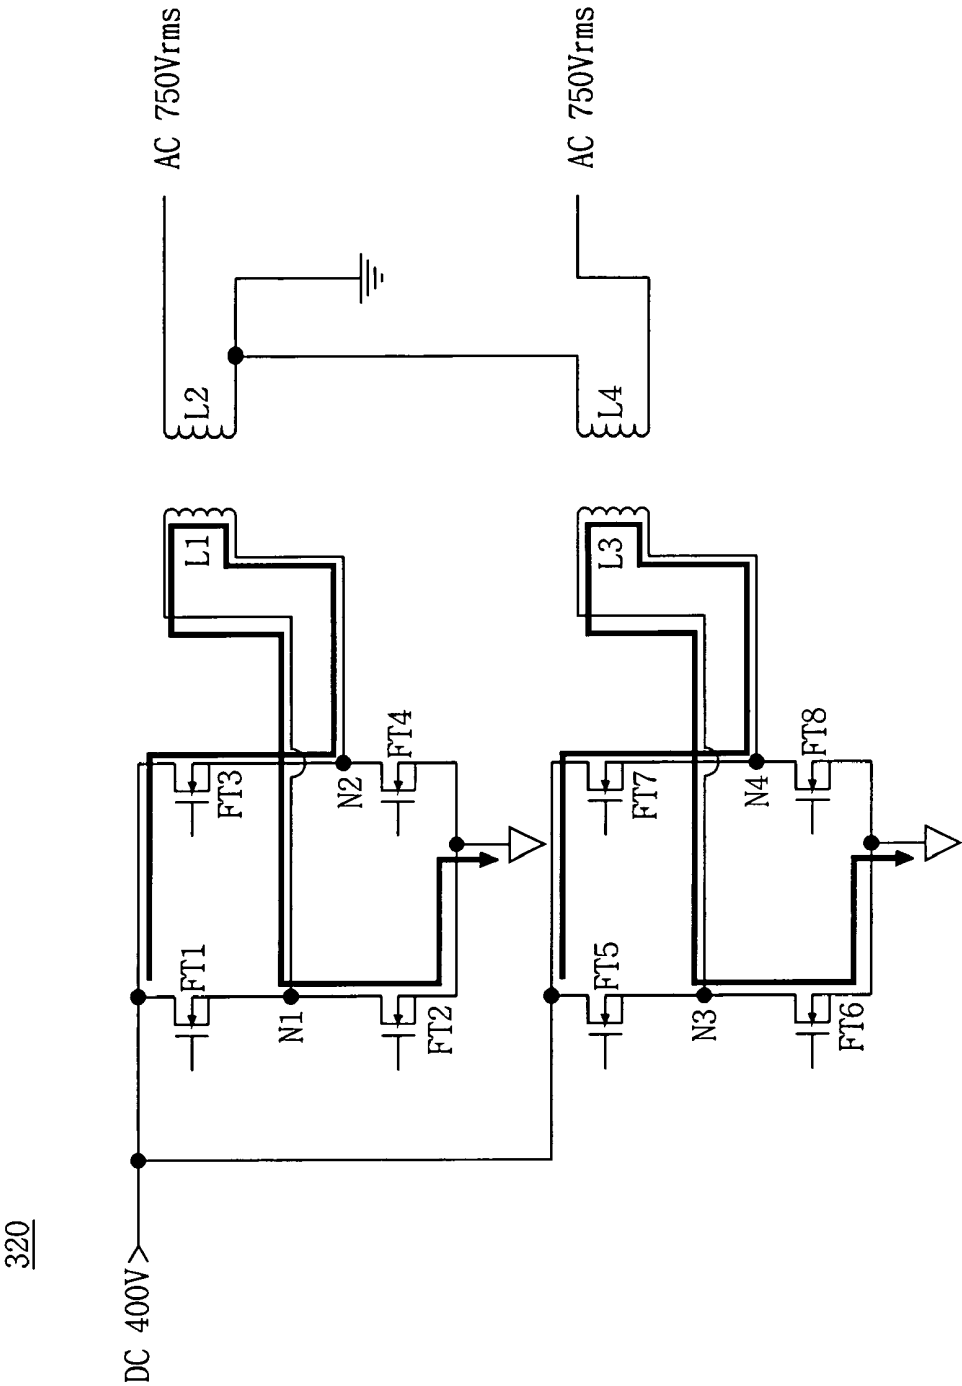 320
DC 400V
FT1
FT3
L1
L2
AC 750Vrms
N1
N2
FT2
FT4
FT5
FT7
L3
L4
AC 750Vrms
N3
N4
FT6
FT8